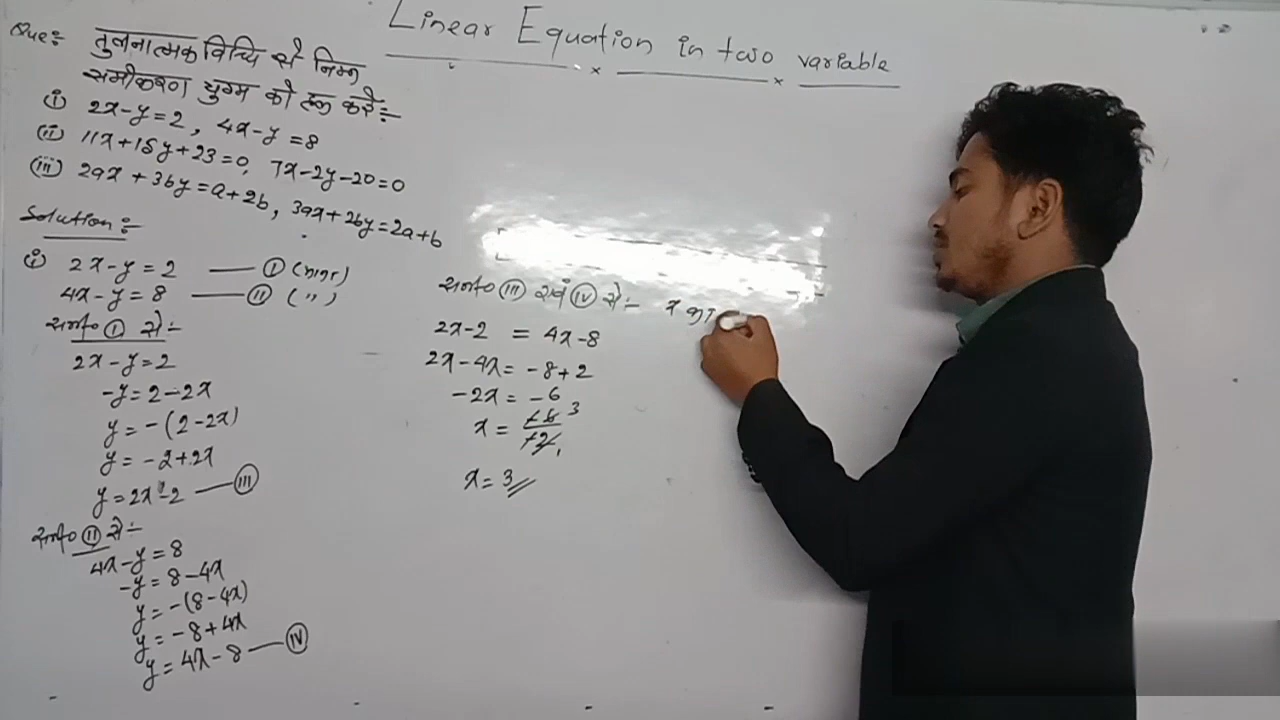 Linear Equation in two variable
Que:- तुलनात्मक विधि से निम्न
समीकरण युग्म को हल करें:-
(i) 2x-y=2, 4x-y=8
(ii) 11x+15y+23=0, 7x-2y-20=0
(iii) 2ax+3by=a+2b, 3ax+2by=2a+b
Solution:-
(i) 2x-y=2 —— (I) (माना)
4x-y=8 —— (II) (")
समी० (I) से:-
2x-y=2
-y=2-2x
y=-(2-2x)
y=-2+2x
y=2x-2 —— (III)
समी० (II) से:-
4x-y=8
-y=8-4x
y=-(8-4x)
y=-8+4x
y=4x-8 —— (IV)
समी० (III) एवं (IV) से:-
2x-2 = 4x-8
2x-4x=-8+2
-2x=-6
x= -6/-2 3 1
x=3
x का